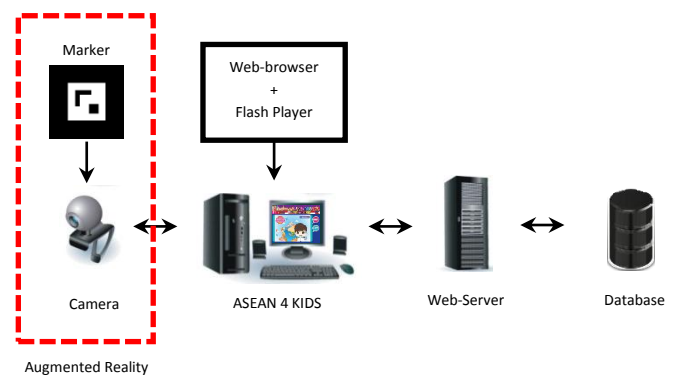 Marker
Web-browser
+
Flash Player
Camera
ASEAN 4 KIDS
Web-Server
Database
Augmented Reality